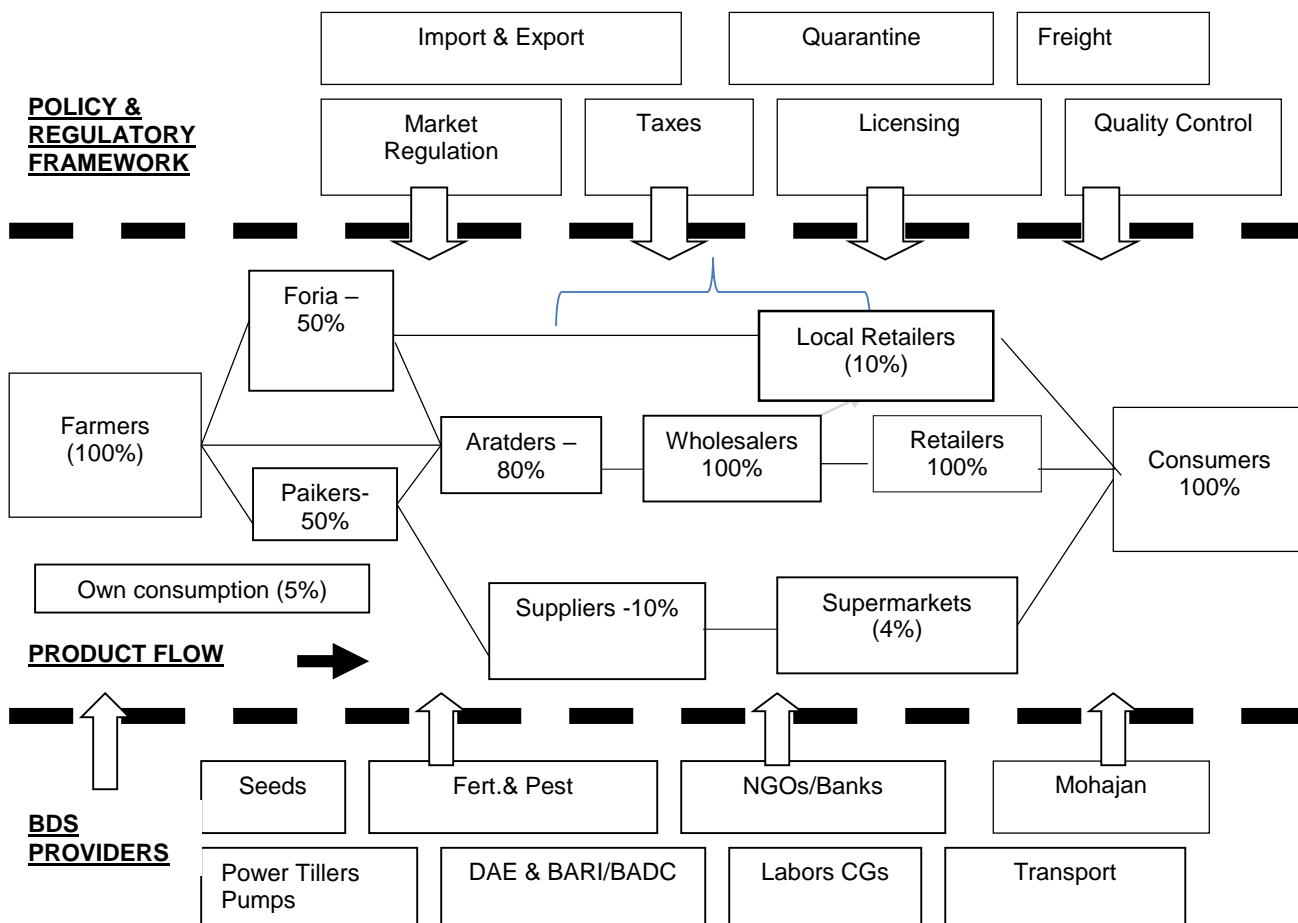 Import & Export
Quarantine
Freight
POLICY &
REGULATORY
FRAMEWORK
Market
Regulation
Taxes
Licensing
Quality Control
Foria –
50%
Local Retailers
(10%)
Farmers
(100%)
Aratders –
80%
Wholesalers
100%
Retailers
100%
Consumers
100%
Paikers-
50%
Own consumption (5%)
Suppliers -10%
Supermarkets
(4%)
PRODUCT FLOW
Seeds
Fert.& Pest
NGOs/Banks
Mohajan
BDS
PROVIDERS
Power Tillers
Pumps
DAE & BARI/BADC
Labors CGs
Transport